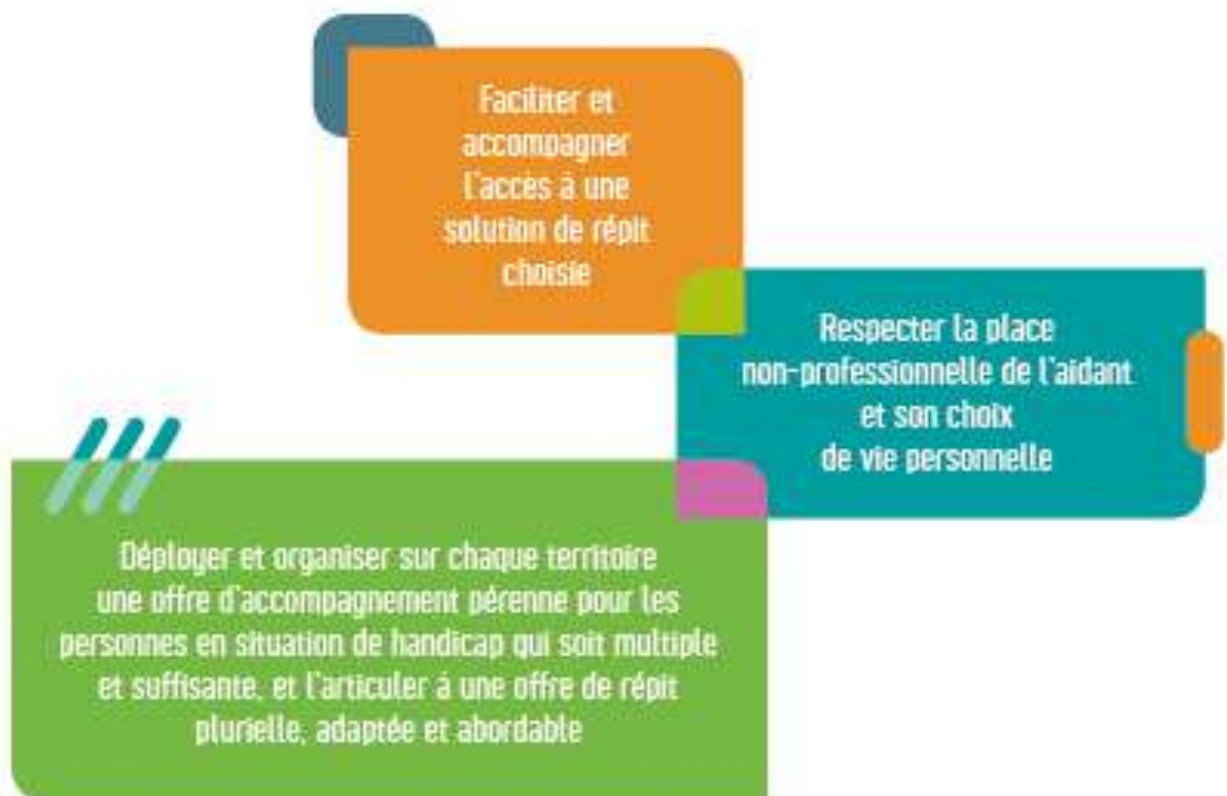 Faciliter et
accompagner
l'accès à une
solution de répit
choisie
Respecter la place
non-professionnelle de l'aidant
et son choix
de vie personnelle
Déployer et organiser sur chaque territoire
une offre d'accompagnement pérenne pour les
personnes en situation de handicap qui soit multiple
et suffisante, et l'articuler à une offre de répit
plurielle, adaptée et abordable